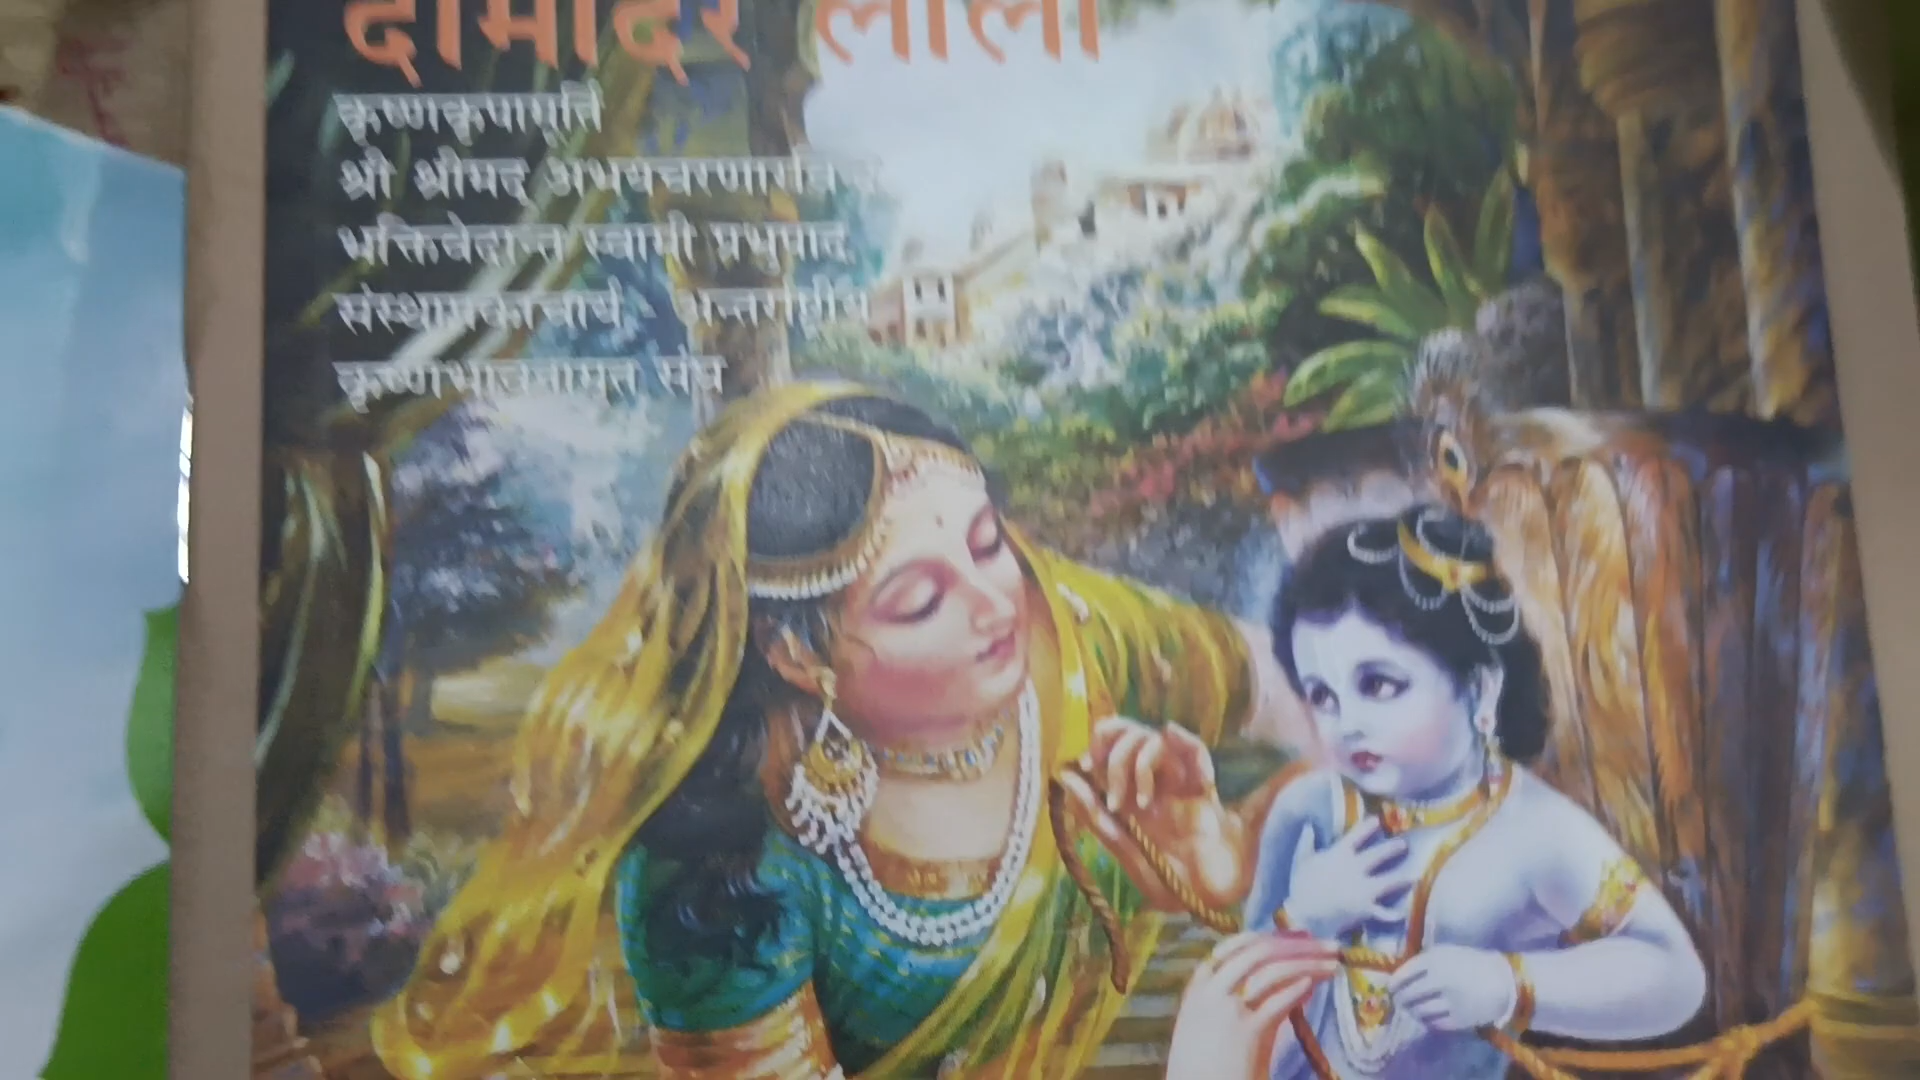 दामोदर लीला
कृष्णकृपामूर्ति
श्री श्रीमद् अभयचरणारविन्द
भक्तिवेदान्त स्वामी प्रभुपाद
संस्थापकाचार्य : अन्तर्राष्ट्रीय
कृष्णभावनामृत संघ